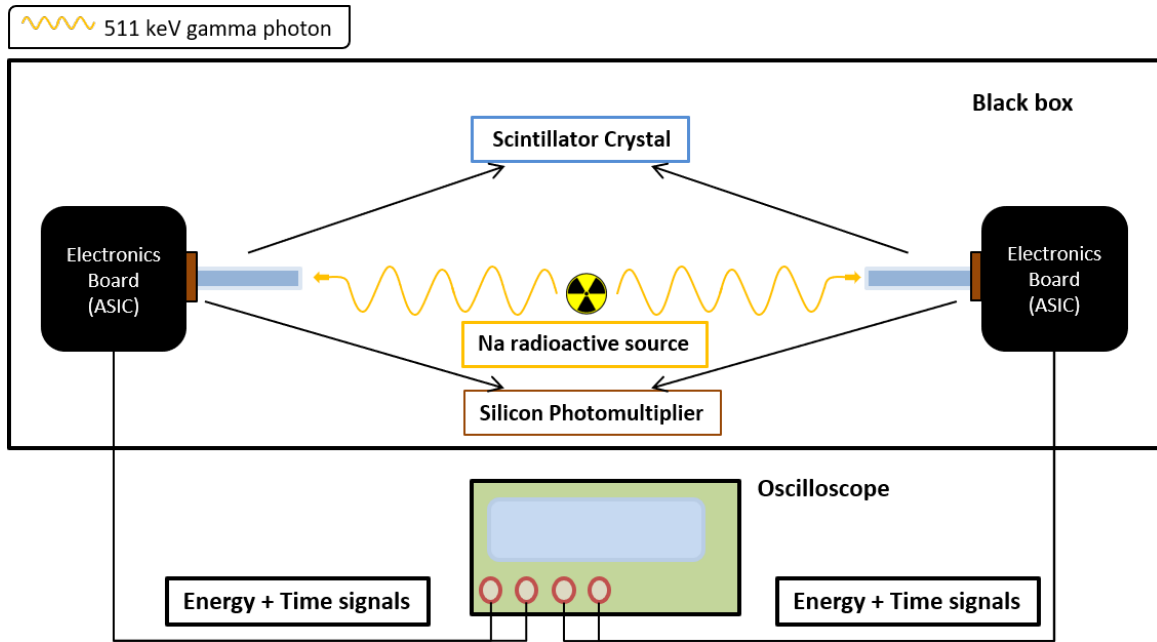 511 keV gamma photon
Black box
Scintillator Crystal
Electronics
Board
(ASIC)
Electronics
Board
(ASIC)
Na radioactive source
Silicon Photomultiplier
Oscilloscope
Energy + Time signals
Energy + Time signals